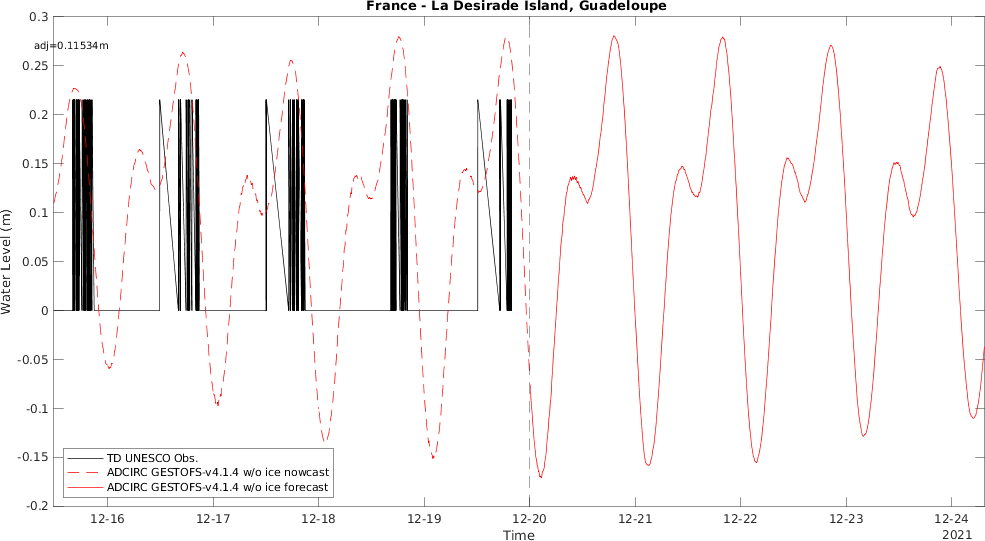 France - La Desirade Island, Guadeloupe
adj=0.11534m
0.3
0.25
0.2
0.15
0.1
0.05
0
-0.05
-0.1
-0.15
-0.2
Water Level (m)
TD UNESCO Obs.
ADCIRC GESTOFS-v4.1.4 w/o ice nowcast
ADCIRC GESTOFS-v4.1.4 w/o ice forecast
12-16 12-17 12-18 12-19 12-20 12-21 12-22 12-23 12-24
Time 2021